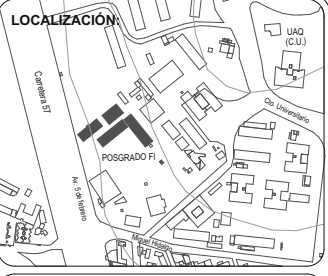 LOCALIZACIÓN:
UAQ
(C.U.)
Carretera 57
Cto. Universitario
POSGRADO FI
Av. 5 de febrero
Miguel Hidalgo